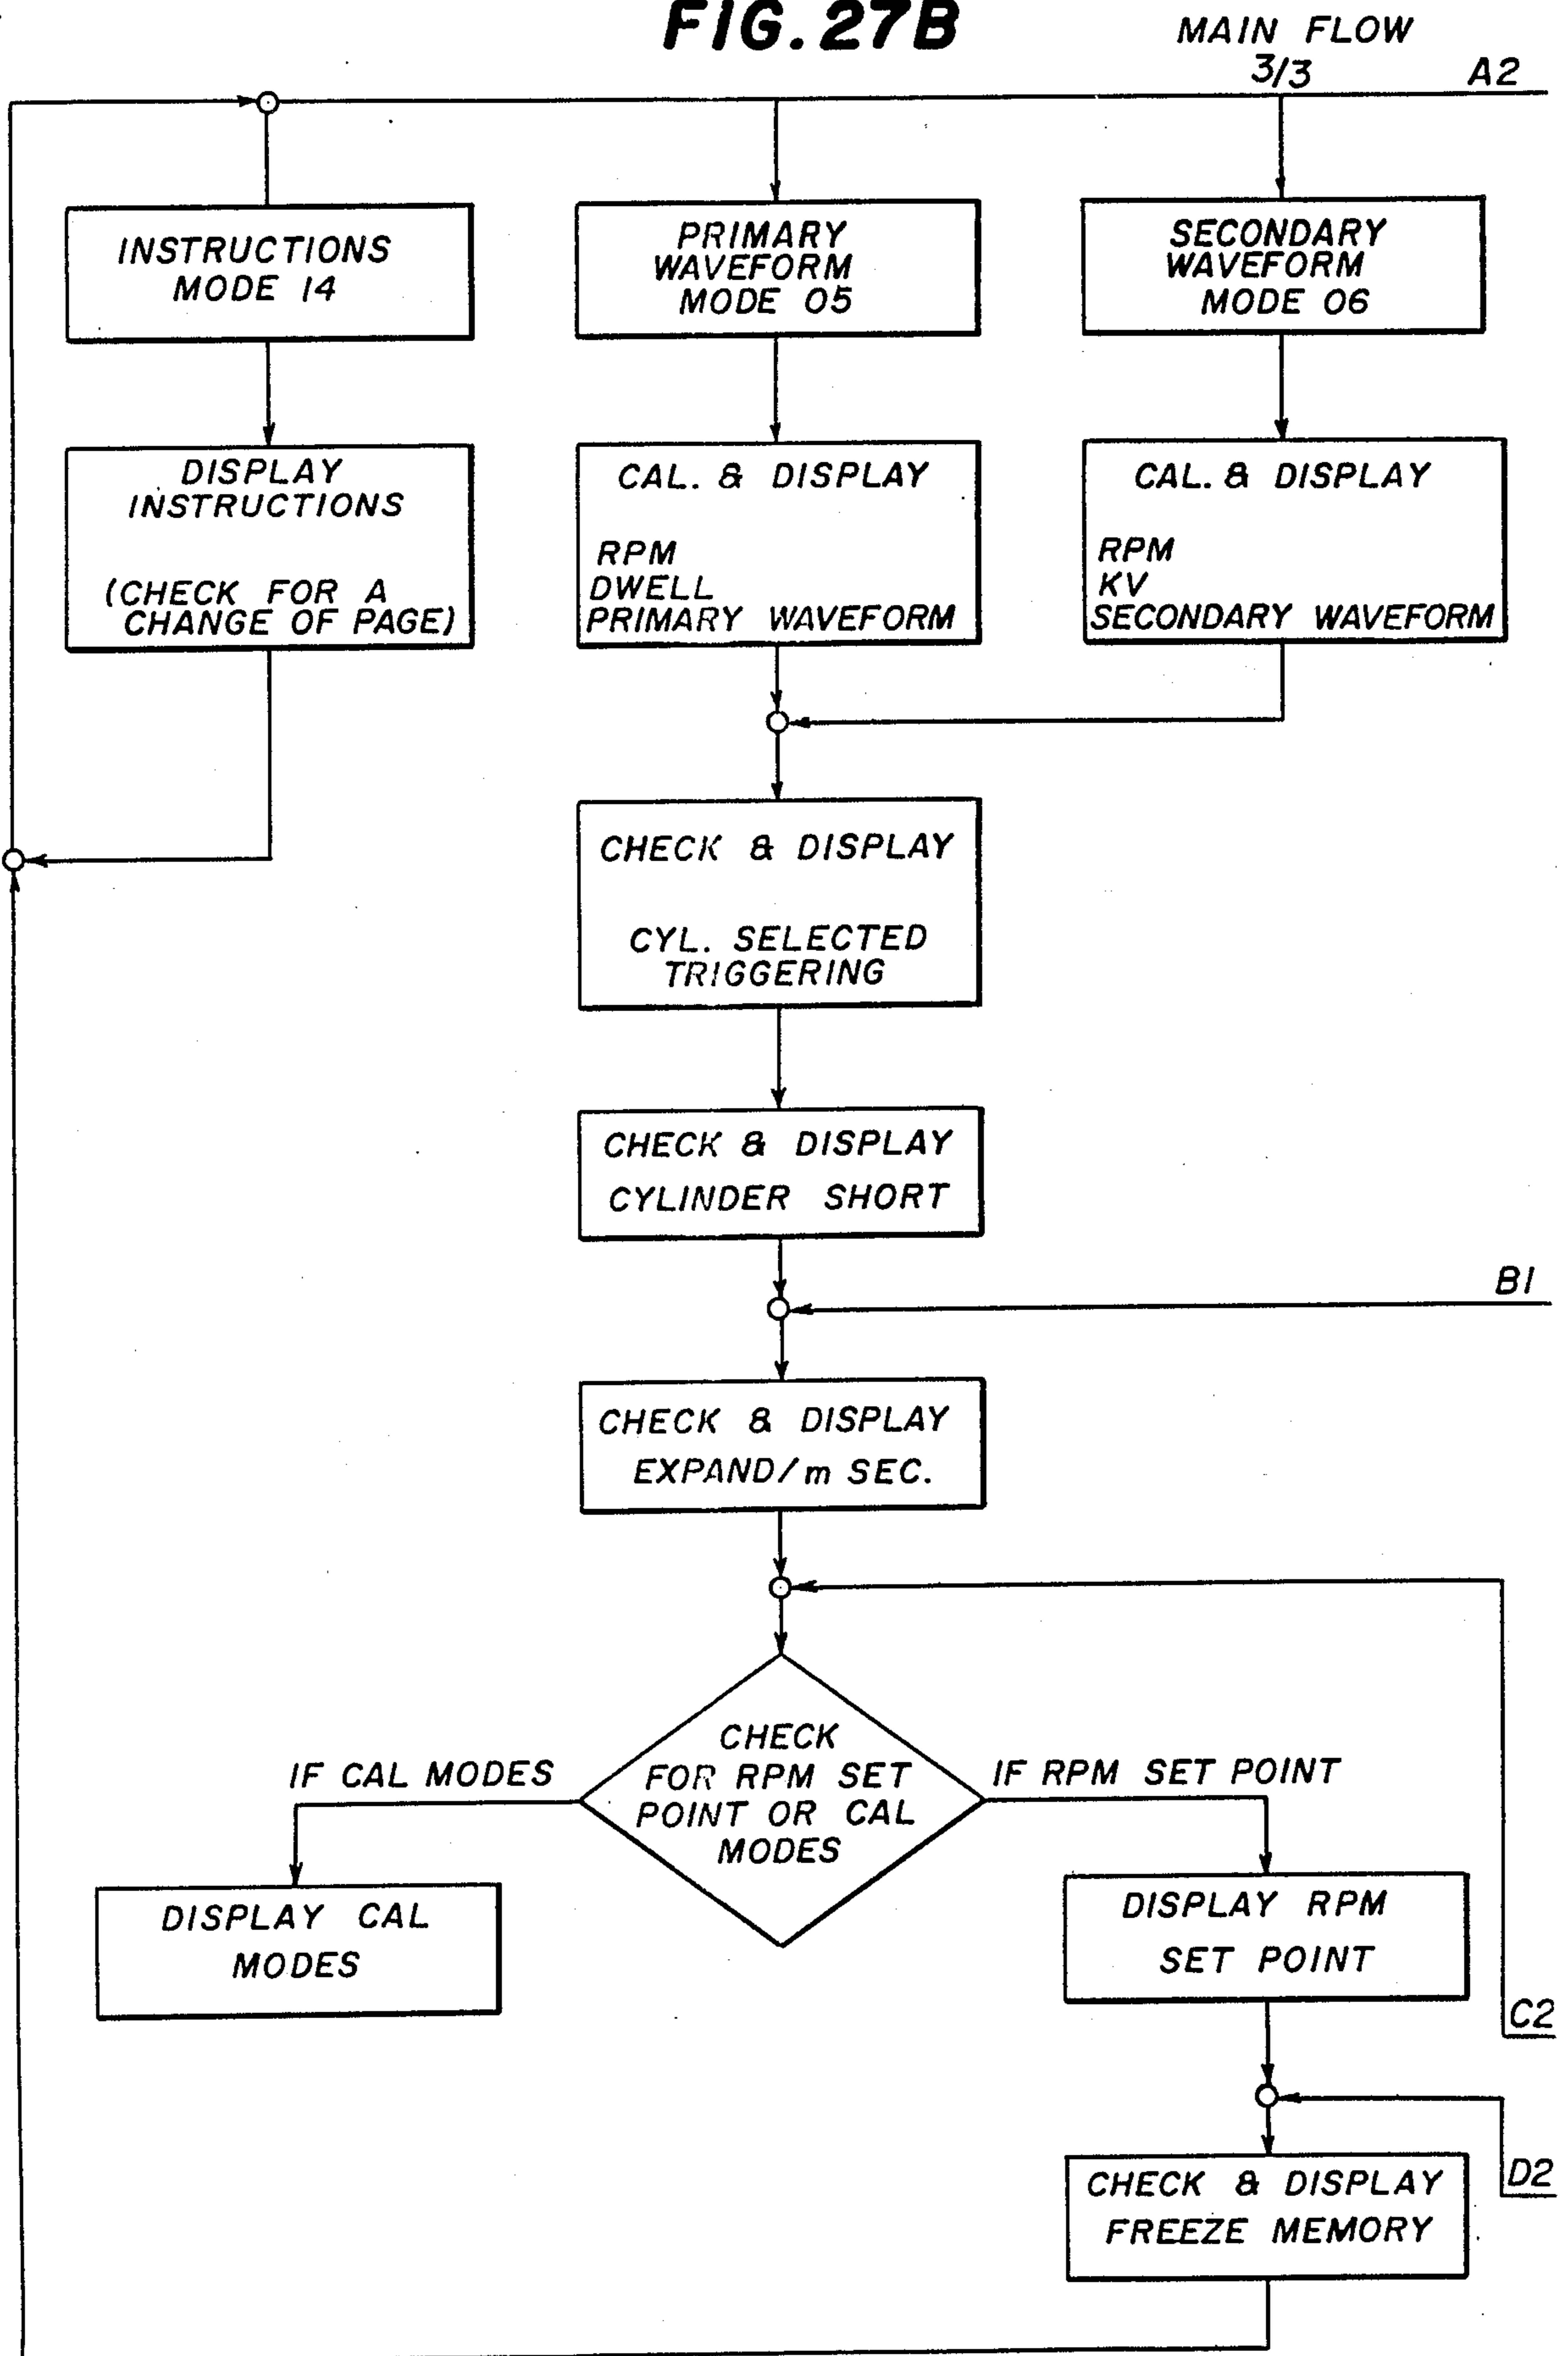 FIG. 27B
MAIN FLOW
3/3
A2
INSTRUCTIONS
MODE 14
PRIMARY
WAVEFORM
MODE 05
SECONDARY
WAVEFORM
MODE 06
DISPLAY
INSTRUCTIONS
(CHECK FOR A
CHANGE OF PAGE)
CAL. & DISPLAY
RPM
DWELL
PRIMARY WAVEFORM
CAL. & DISPLAY
RPM
KV
SECONDARY WAVEFORM
CHECK & DISPLAY
CYL. SELECTED
TRIGGERING
CHECK & DISPLAY
CYLINDER SHORT
B1
CHECK & DISPLAY
EXPAND/m SEC.
CHECK
FOR RPM SET
POINT OR CAL
MODES
IF CAL MODES
IF RPM SET POINT
DISPLAY CAL
MODES
DISPLAY RPM
SET POINT
C2
D2
CHECK & DISPLAY
FREEZE MEMORY